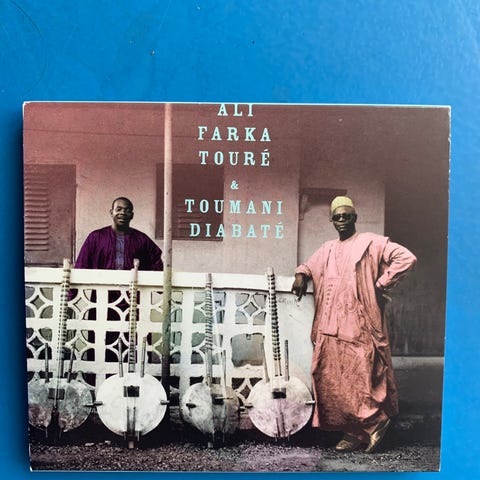 ALI
FARKA
TOURÉ
&
TOUMANI
DIABATÉ